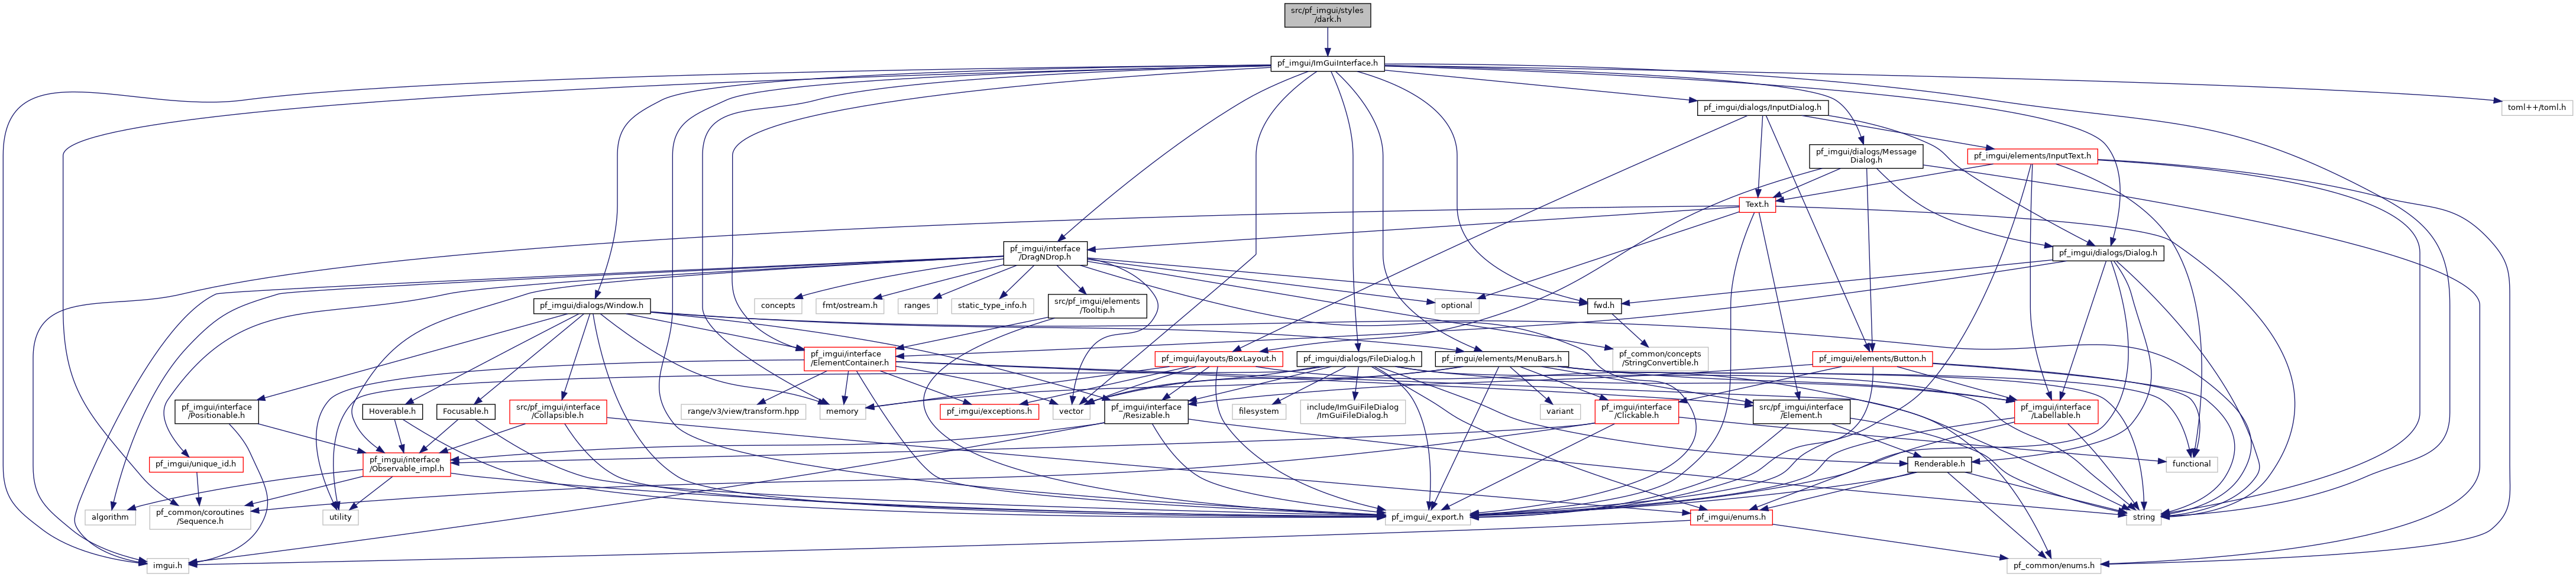 src/pf_imgui/styles
/dark.h
pf_imgui/ImGuiInterface.h
pf_imgui/dialogs/InputDialog.h
toml++/toml.h
pf_imgui/dialogs/Message
Dialog.h
pf_imgui/elements/InputText.h
Text.h
pf_imgui/interface
/DragNDrop.h
pf_imgui/dialogs/Dialog.h
pf_imgui/dialogs/Window.h
concepts
fmt/ostream.h
ranges
static_type_info.h
src/pf_imgui/elements
/Tooltip.h
optional
fwd.h
pf_imgui/interface
/ElementContainer.h
pf_imgui/layouts/BoxLayout.h
pf_imgui/dialogs/FileDialog.h
pf_imgui/elements/MenuBars.h
pf_common/concepts
/StringConvertible.h
pf_imgui/elements/Button.h
pf_imgui/interface
/Positionable.h
Hoverable.h
Focusable.h
src/pf_imgui/interface
/Collapsible.h
range/v3/view/transform.hpp
memory
pf_imgui/exceptions.h
vector
pf_imgui/interface
/Resizable.h
filesystem
include/ImGuiFileDialog
/ImGuiFileDialog.h
variant
pf_imgui/interface
/Clickable.h
src/pf_imgui/interface
/Element.h
pf_imgui/interface
/Labellable.h
pf_imgui/unique_id.h
pf_imgui/interface
/Observable_impl.h
Renderable.h
functional
algorithm
pf_common/coroutines
/Sequence.h
utility
pf_imgui/_export.h
pf_imgui/enums.h
string
imgui.h
pf_common/enums.h